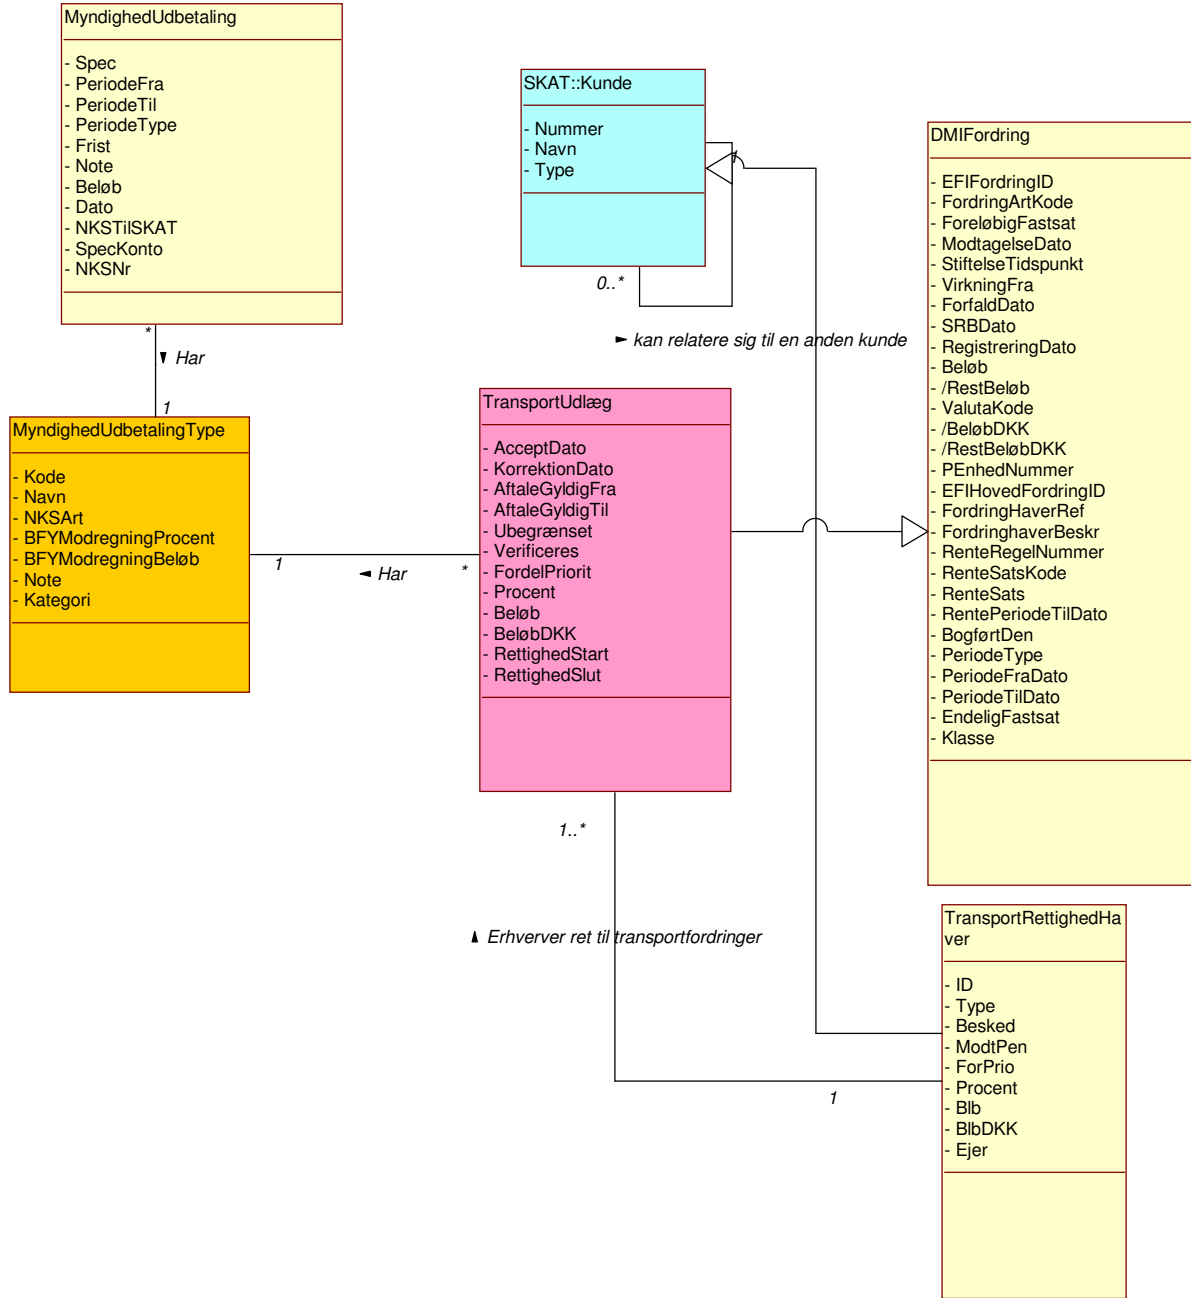 MyndighedUdbetaling
- Spec
- PeriodeFra
- PeriodeTil
- PeriodeType
- Frist
- Note
- Beløb
- Dato
- NKSTilSKAT
- SpecKonto
- NKSNr
*
Har
1
SKAT::Kunde
- Nummer
- Navn
- Type
0..*
kan relatere sig til en anden kunde
DMIFordring
- EFIFordringID
- FordringArtKode
- ForeløbigFastsat
- ModtagelseDato
- StiftelseTidspunkt
- VirkningFra
- ForfaldDato
- SRBDato
- RegistreringDato
- Beløb
- /RestBeløb
- ValutaKode
- /BeløbDKK
- /RestBeløbDKK
- PEnhedNummer
- EFIHovedFordringID
- FordringHaverRef
- FordringhaverBeskr
- RenteRegelNummer
- RenteSatsKode
- RenteSats
- RentePeriodeTilDato
- BogførtDen
- PeriodeType
- PeriodeFraDato
- PeriodeTilDato
- EndeligFastsat
- Klasse
MyndighedUdbetalingType
- Kode
- Navn
- NKSArt
- BFYModregningProcent
- BFYModregningBeløb
- Note
- Kategori
1
Har
*
TransportUdlæg
- AcceptDato
- KorrektionDato
- AftaleGyldigFra
- AftaleGyldigTil
- Ubegrænset
- Verificeres
- FordelPriorit
- Procent
- Beløb
- BeløbDKK
- RettighedStart
- RettighedSlut
1..*
Erhverver ret til transportfordringer
1
TransportRettighedHa
ver
- ID
- Type
- Besked
- ModtPen
- ForPrio
- Procent
- Blb
- BlbDKK
- Ejer